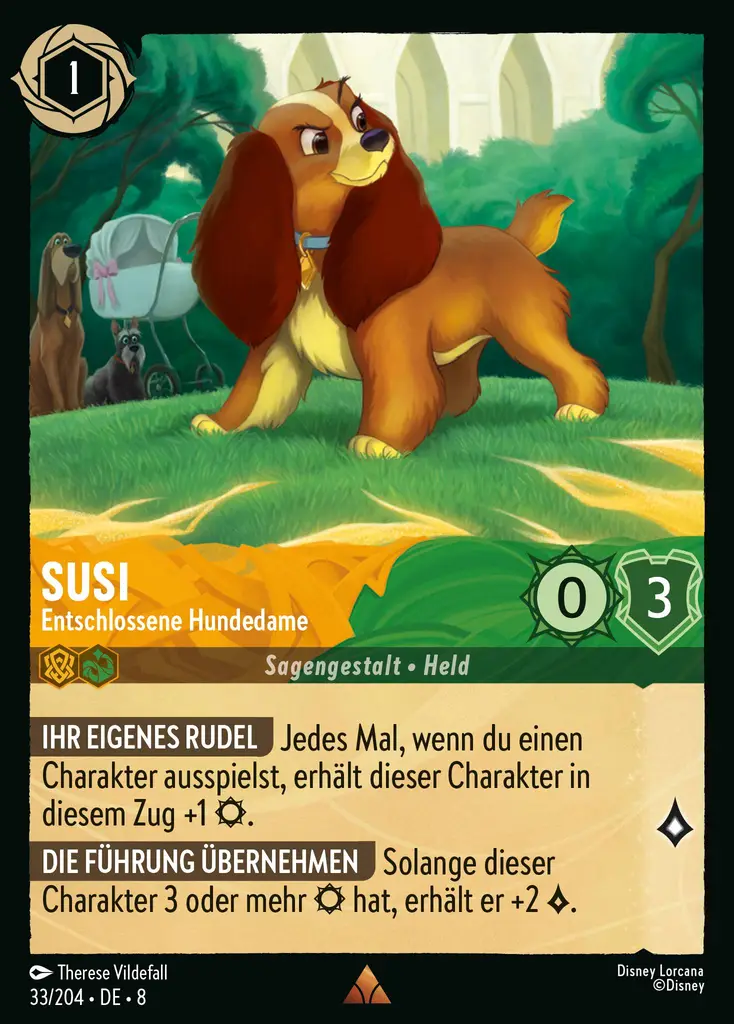 1
SUSI
Entschlossene Hundedame
0
3
Sagengestalt • Held
IHR EIGENES RUDEL Jedes Mal, wenn du einen
Charakter ausspielst, erhält dieser Charakter in
diesem Zug +1 .
DIE FÜHRUNG ÜBERNEHMEN Solange dieser
Charakter 3 oder mehr hat, erhält er +2 .
Therese Vildefall
33/204 • DE • 8
Disney Lorcana
©Disney